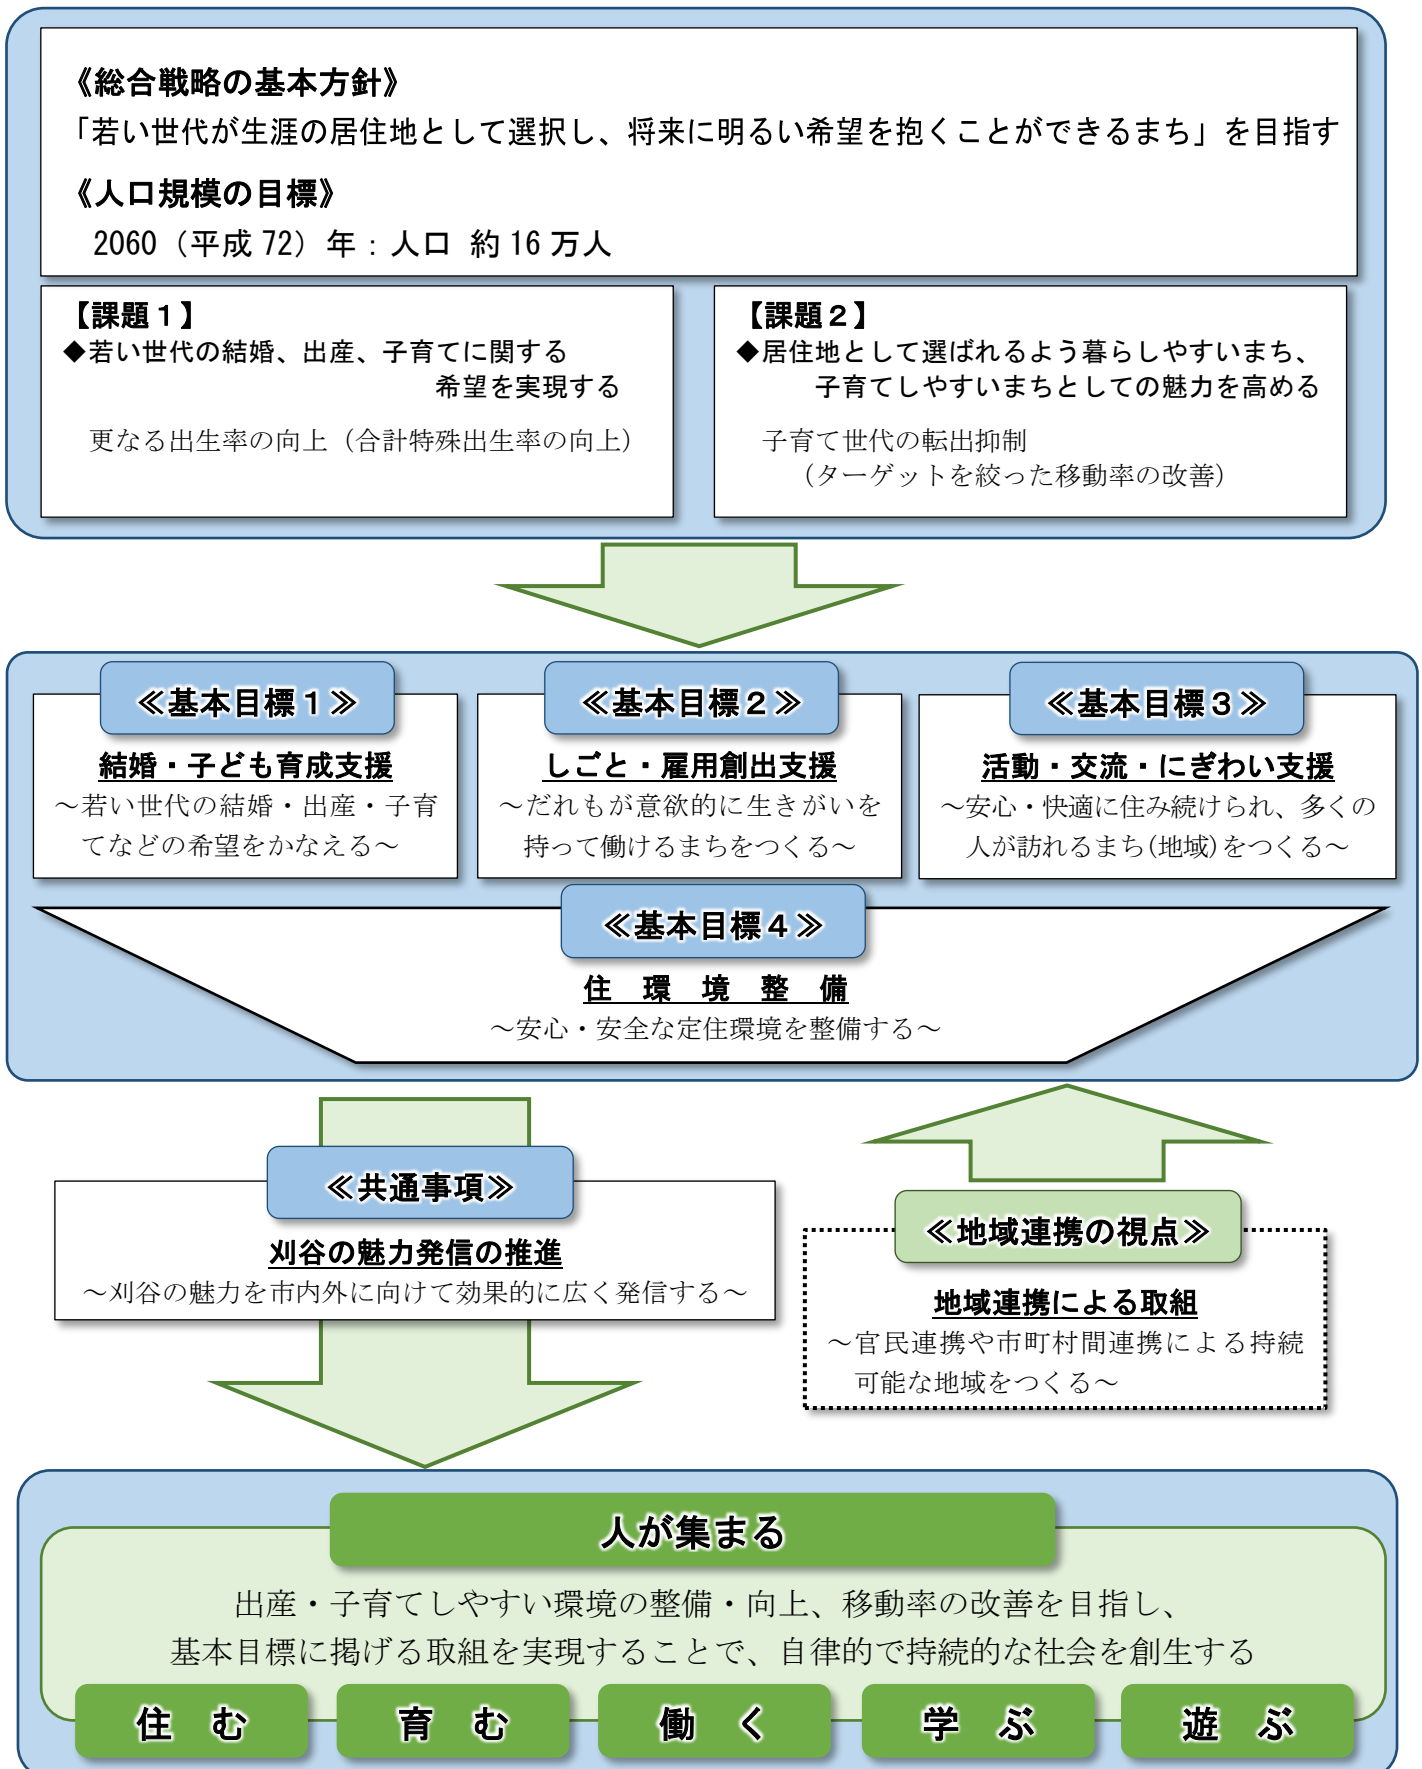 《総合戦略の基本方針》
「若い世代が生涯の居住地として選択し、将来に明るい希望を抱くことができるまち」を目指す
《人口規模の目標》
2060（平成 72）年：人口 約 16 万人
【課題１】
◆若い世代の結婚、出産、子育てに関する
希望を実現する
更なる出生率の向上（合計特殊出生率の向上）
【課題２】
◆居住地として選ばれるよう暮らしやすいまち、
子育てしやすいまちとしての魅力を高める
子育て世代の転出抑制
（ターゲットを絞った移動率の改善）
≪基本目標１≫
結婚・子ども育成支援
～若い世代の結婚・出産・子育
てなどの希望をかなえる～
≪基本目標２≫
しごと・雇用創出支援
～だれもが意欲的に生きがいを
持って働けるまちをつくる～
≪基本目標３≫
活動・交流・にぎわい支援
～安心・快適に住み続けられ、多くの
人が訪れるまち(地域)をつくる～
≪基本目標４≫
住 環 境 整 備
～安心・安全な定住環境を整備する～
≪共通事項≫
刈谷の魅力発信の推進
～刈谷の魅力を市内外に向けて効果的に広く発信する～
≪地域連携の視点≫
地域連携による取組
～官民連携や市町村間連携による持続
可能な地域をつくる～
人が集まる
出産・子育てしやすい環境の整備・向上、移動率の改善を目指し、
基本目標に掲げる取組を実現することで、自律的で持続的な社会を創生する
住 む
育 む
働 く
学 ぶ
遊 ぶ